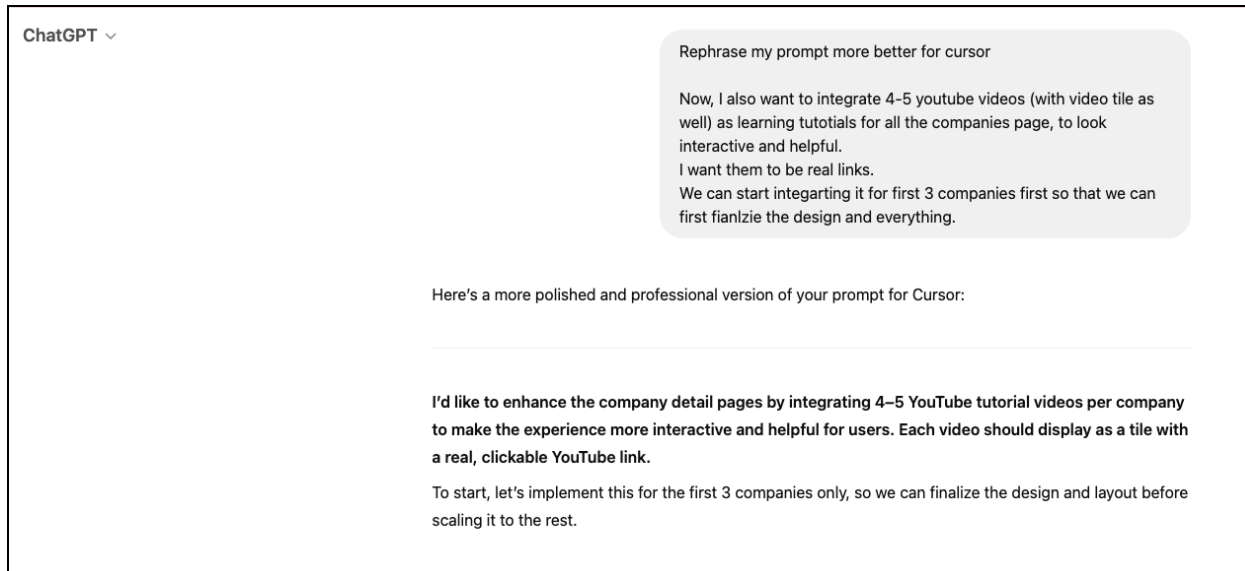 ChatGPT
Rephrase my prompt more better for cursor
Now, I also want to integrate 4-5 youtube videos (with video tile as
well) as learning tutotials for all the companies page, to look
interactive and helpful.
I want them to be real links.
We can start integarting it for first 3 companies first so that we can
first fianlzie the design and everything.
Here's a more polished and professional version of your prompt for Cursor:
I'd like to enhance the company detail pages by integrating 4–5 YouTube tutorial videos per company
to make the experience more interactive and helpful for users. Each video should display as a tile with
a real, clickable YouTube link.
To start, let's implement this for the first 3 companies only, so we can finalize the design and layout before
scaling it to the rest.